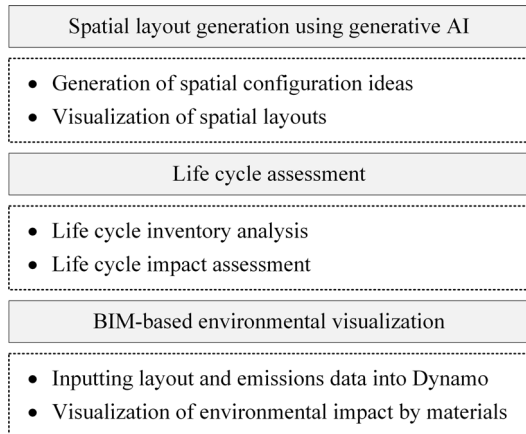 Spatial layout generation using generative AI
• Generation of spatial configuration ideas
• Visualization of spatial layouts
Life cycle assessment
• Life cycle inventory analysis
• Life cycle impact assessment
BIM-based environmental visualization
• Inputting layout and emissions data into Dynamo
• Visualization of environmental impact by materials